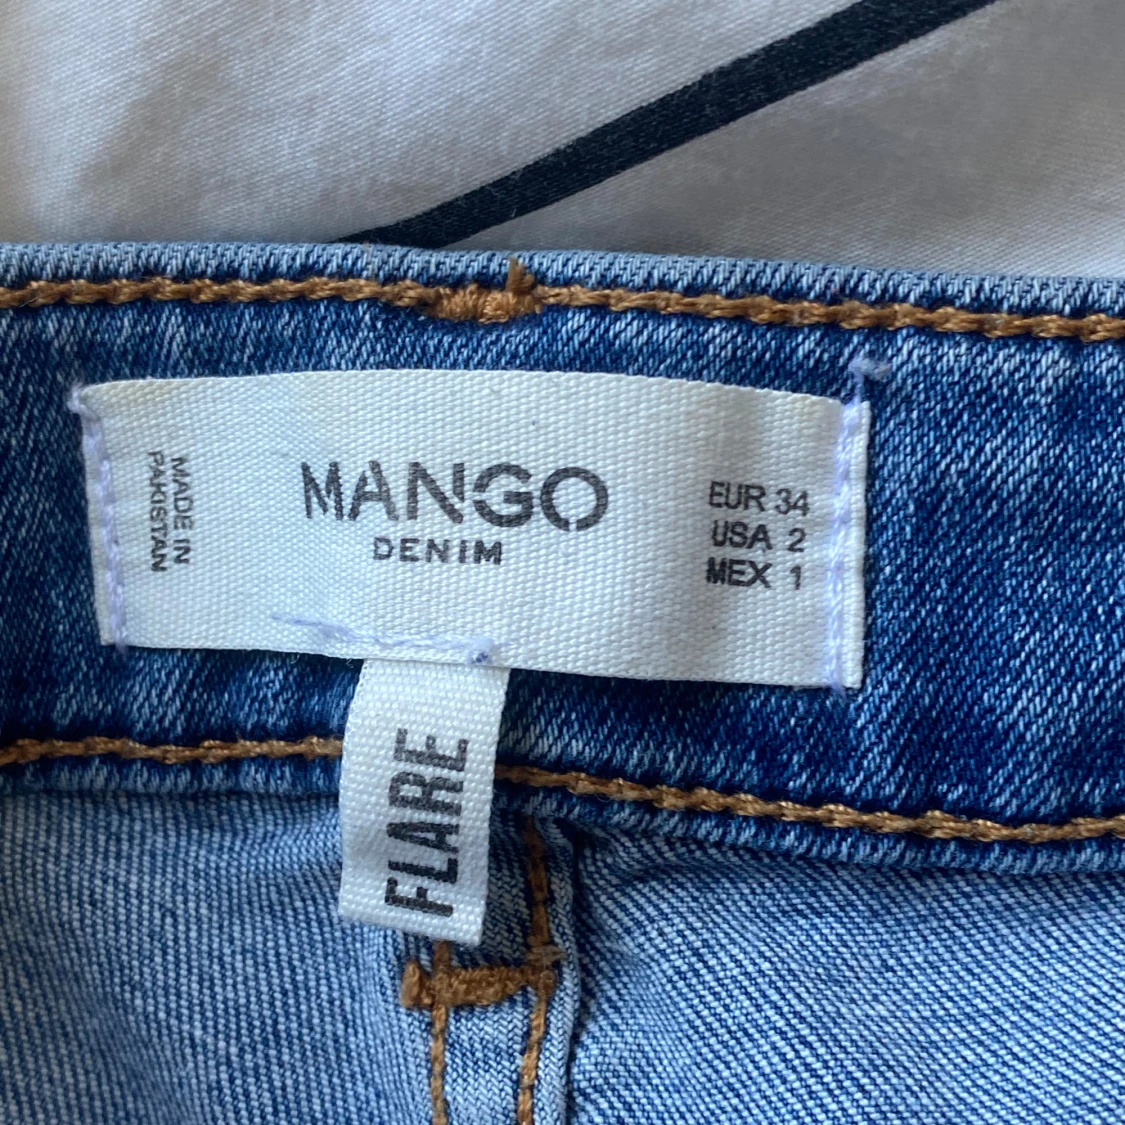 MADE IN
PAKISTAN
MANGO
DENIM
EUR 34
USA 2
MEX 1
FLARE